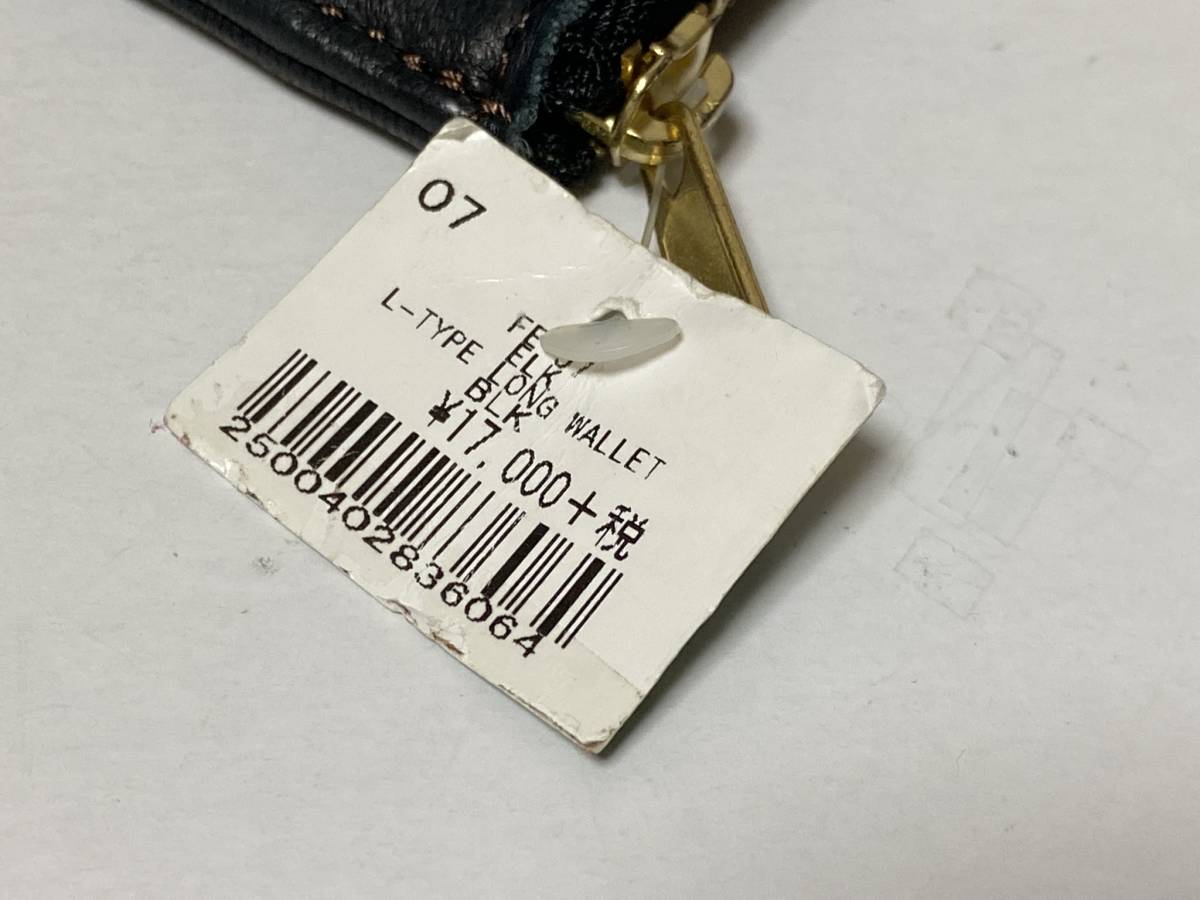 07
ELK
L-TYPE LONG WALLET
BLK
¥17,000+税
2500402836064